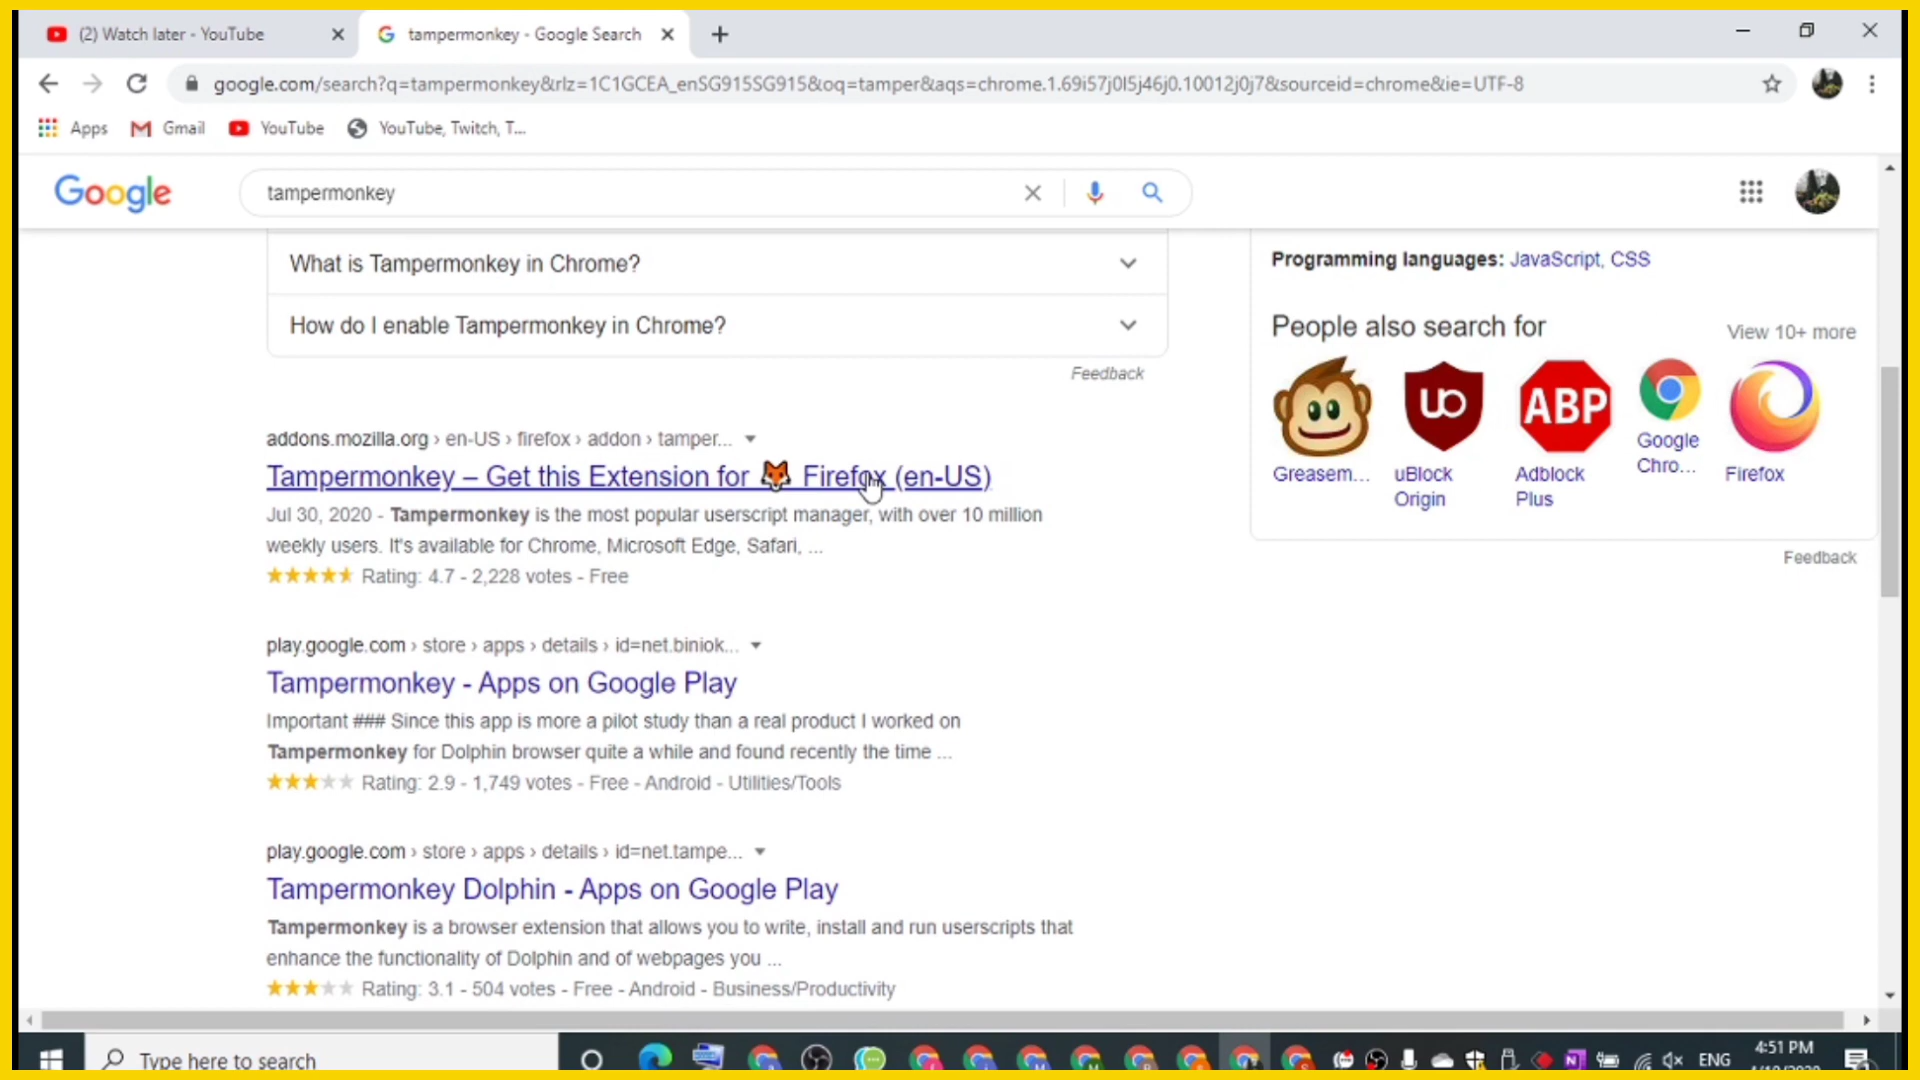 (2) Watch later - YouTube
tampermonkey - Google Search
google.com/search?q=tampermonkey&rlz=1C1GCEA_enSG915SG915&oq=tamper&aqs=chrome.1.69i57j0l5j46j0.10012j0j7&sourceid=chrome&ie=UTF-8
Apps
Gmail
YouTube
YouTube, Twitch, T...
Google
tampermonkey
What is Tampermonkey in Chrome?
How do I enable Tampermonkey in Chrome?
Feedback
addons.mozilla.org › en-US › firefox › addon › tamper...
Tampermonkey – Get this Extension for 🦊 Firefox (en-US)
Jul 30, 2020 - Tampermonkey is the most popular userscript manager, with over 10 million
weekly users. It's available for Chrome, Microsoft Edge, Safari, ...
Rating: 4.7 - 2,228 votes - Free
play.google.com › store › apps › details › id=net.biniok...
Tampermonkey - Apps on Google Play
Important ### Since this app is more a pilot study than a real product I worked on
Tampermonkey for Dolphin browser quite a while and found recently the time ...
Rating: 2.9 - 1,749 votes - Free - Android - Utilities/Tools
play.google.com › store › apps › details › id=net.tampe...
Tampermonkey Dolphin - Apps on Google Play
Tampermonkey is a browser extension that allows you to write, install and run userscripts that
enhance the functionality of Dolphin and of webpages you ...
Rating: 3.1 - 504 votes - Free - Android - Business/Productivity
Programming languages: JavaScript, CSS
People also search for
View 10+ more
UO
ABP
Greasem...
uBlock
Origin
Adblock
Plus
Google
Chro...
Firefox
Feedback
Type here to search
ENG
4:51 PM